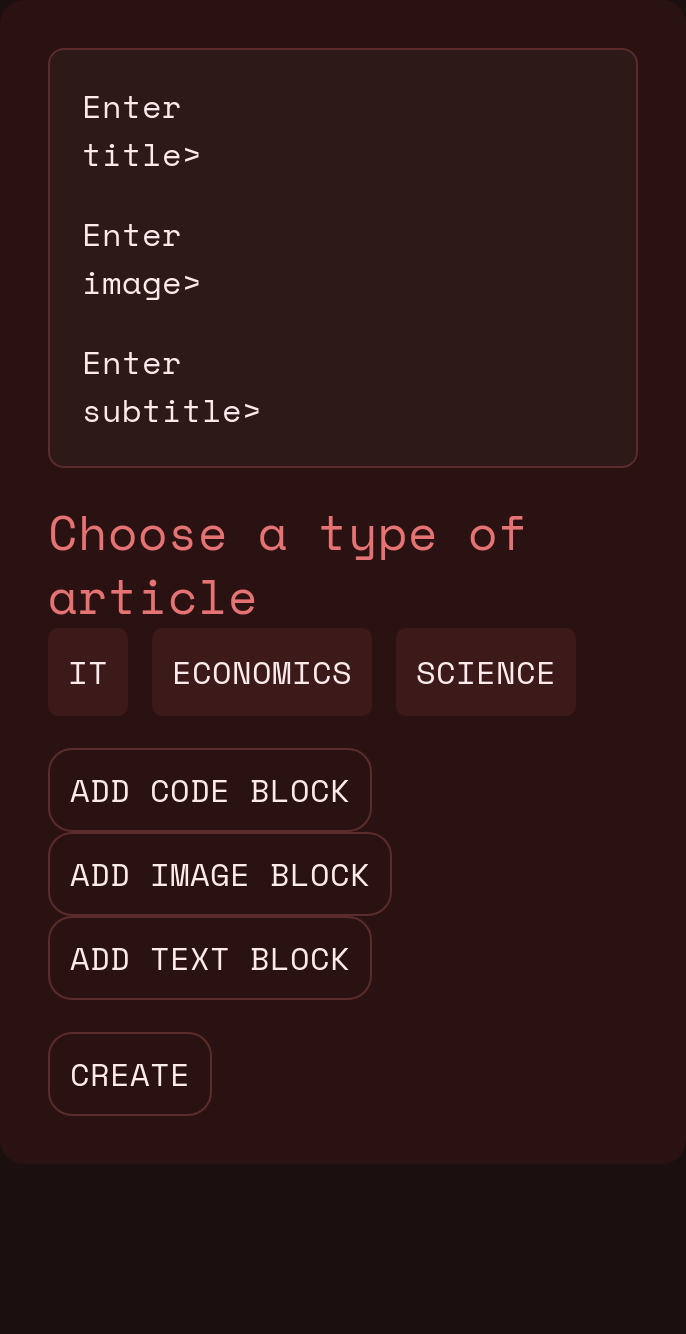 Enter
title>
Enter
image>
Enter
subtitle>
Choose a type of
article
IT ECONOMICS SCIENCE
ADD CODE BLOCK
ADD IMAGE BLOCK
ADD TEXT BLOCK
CREATE